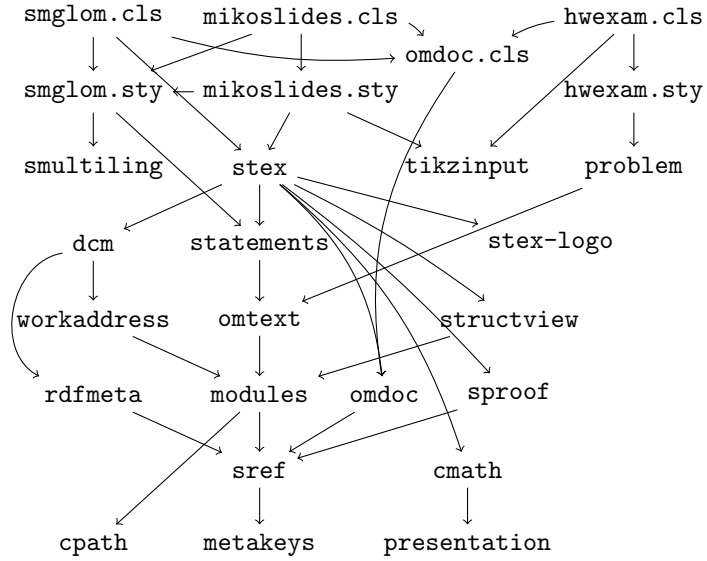 smglom.cls mikoslides.cls hwexam.cls
omdoc.cls
smglom.sty mikoslides.sty hwexam.sty
smultiling stex tikzinput problem
dcm statements stex-logo
workaddress omtext structview
rdfmeta modules omdoc sproof
sref cmath
cpath metakeys presentation